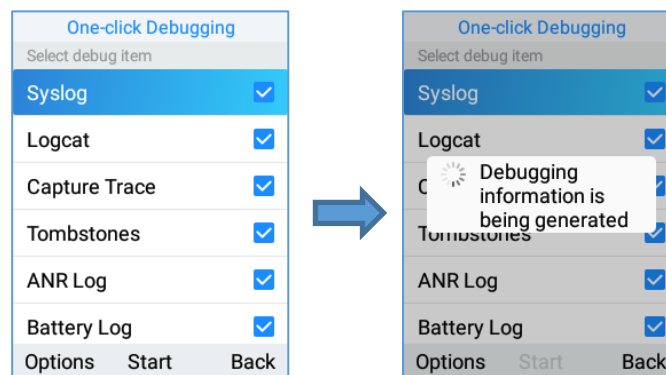 One-click Debugging
Select debug item
Syslog
Logcat
Capture Trace
Tombstones
ANR Log
Battery Log
Options Start Back
One-click Debugging
Select debug item
Syslog
Logcat
C
Debugging
information is
being generated
Tombstones
ANR Log
Battery Log
Options Start Back